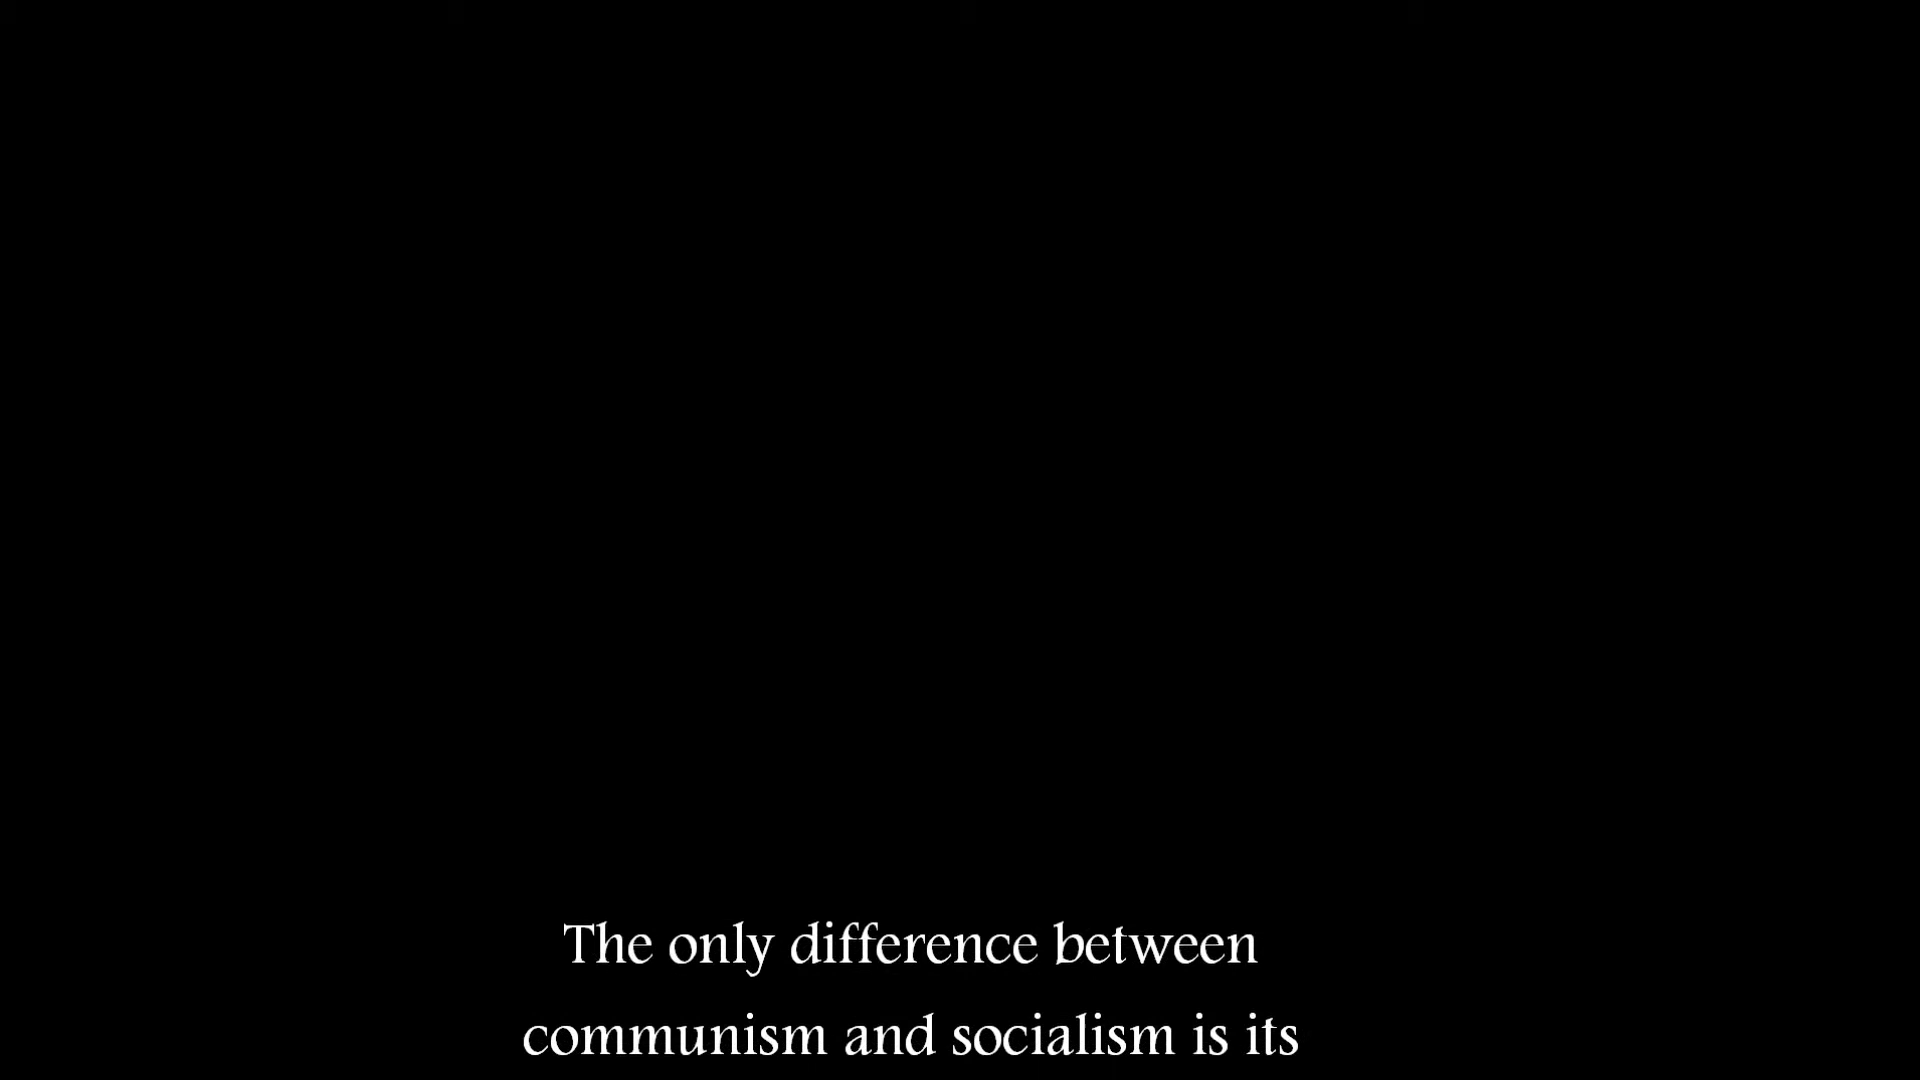 The only difference between
communism and socialism is its